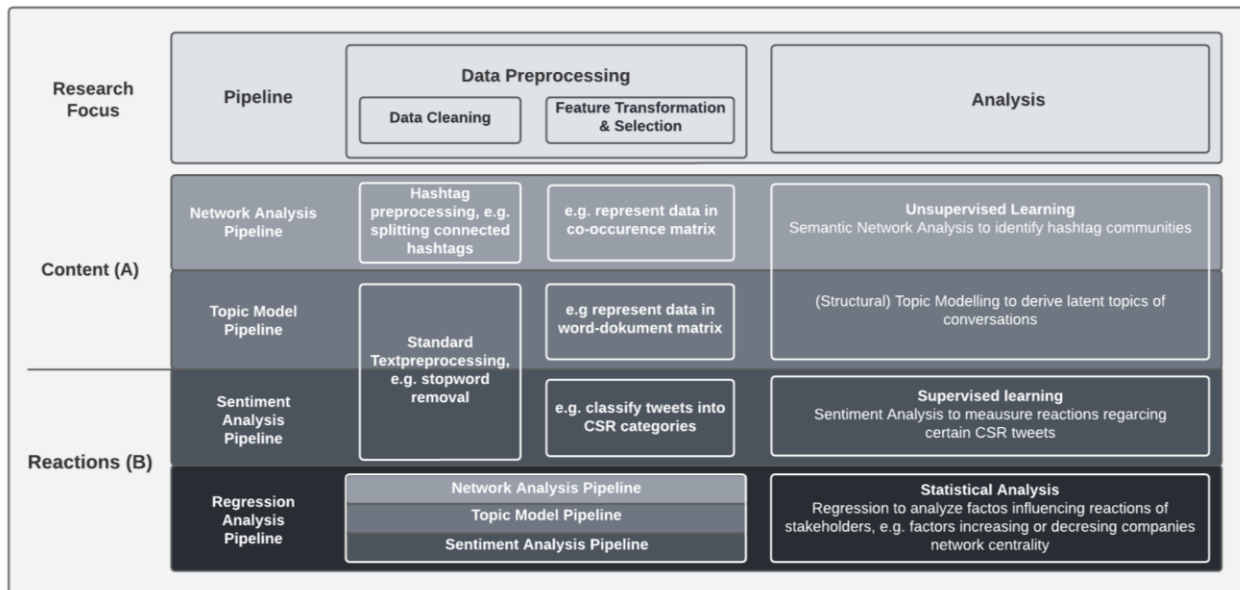 Research
Focus
Pipeline
Data Preprocessing
Data Cleaning
Feature Transformation
& Selection
Analysis
Content (A)
Network Analysis
Pipeline
Hashtag
preprocessing, e.g.
splitting connected
hashtags
e.g. represent data in
co-occurence matrix
Unsupervised Learning
Semantic Network Analysis to identify hashtag communities
Topic Model
Pipeline
Standard
Textpreprocessing,
e.g. stopword
removal
e.g represent data in
word-dokument matrix
(Structural) Topic Modelling to derive latent topics of
conversations
Reactions (B)
Sentiment
Analysis
Pipeline
e.g. classify tweets into
CSR categories
Supervised learning
Sentiment Analysis to meausure reactions regarcing
certain CSR tweets
Regression
Analysis
Pipeline
Network Analysis Pipeline
Topic Model Pipeline
Sentiment Analysis Pipeline
Statistical Analysis
Regression to analyze factos influencing reactions of
stakeholders, e.g. factors increasing or decresing companies
network centrality